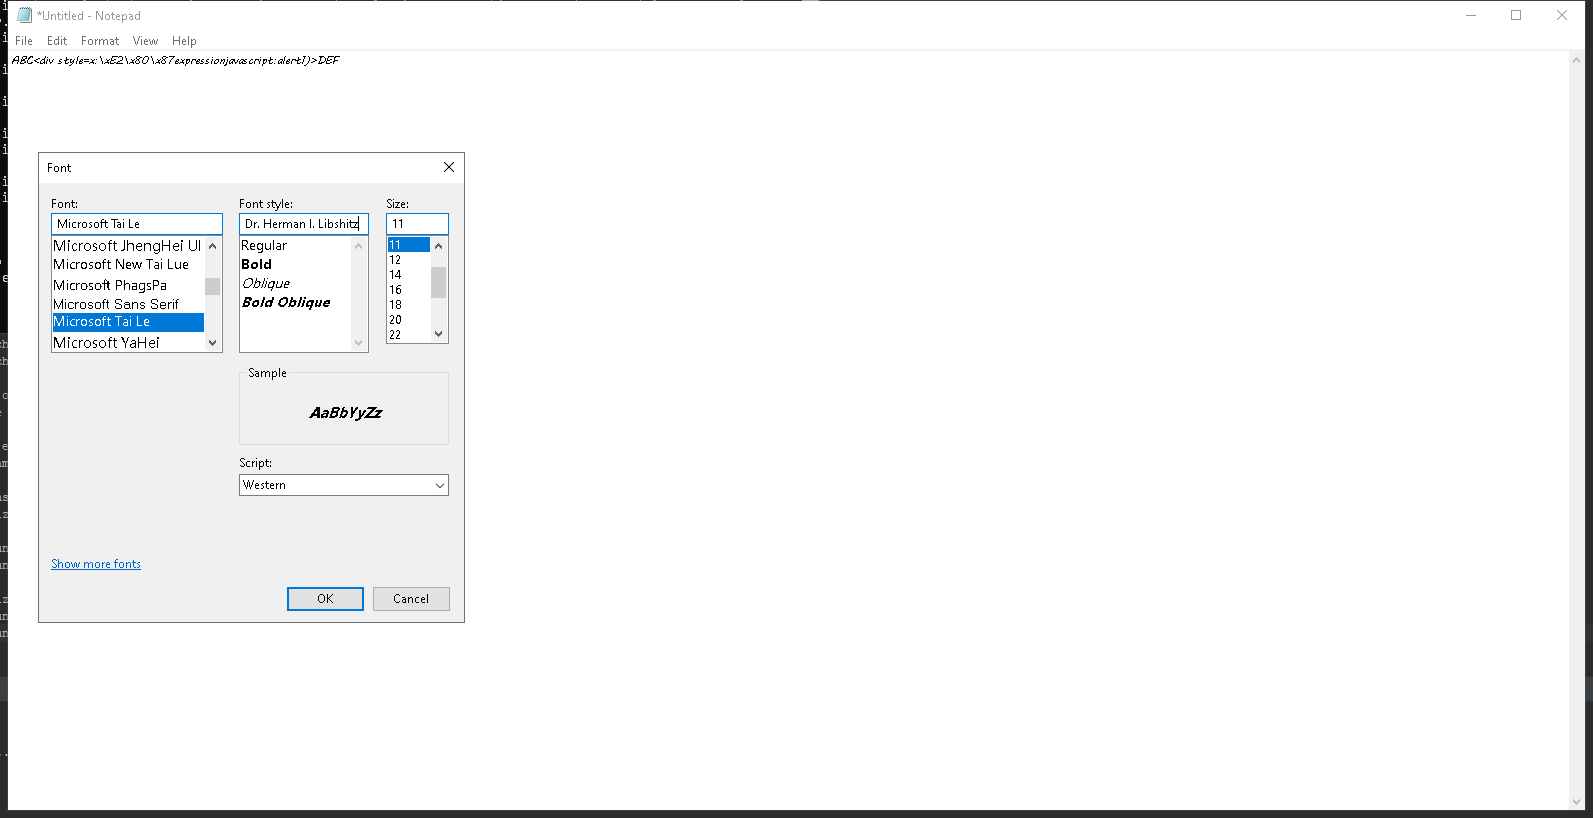 *Untitled - Notepad
File Edit Format View Help
ABC<div style=x:\xE2\x80\x87expressionjavascript:alert1)>DEF
Font
Font:
Microsoft Tai Le
Microsoft JhengHei UI
Microsoft New Tai Lue
Microsoft PhagsPa
Microsoft Sans Serif
Microsoft Tai Le
Microsoft YaHei
Font style:
Dr. Herman I. Libshitz
Regular
Bold
Oblique
Bold Oblique
Size:
11
11
12
14
16
18
20
22
Sample
AaBbYyZz
Script:
Western
Show more fonts
OK
Cancel